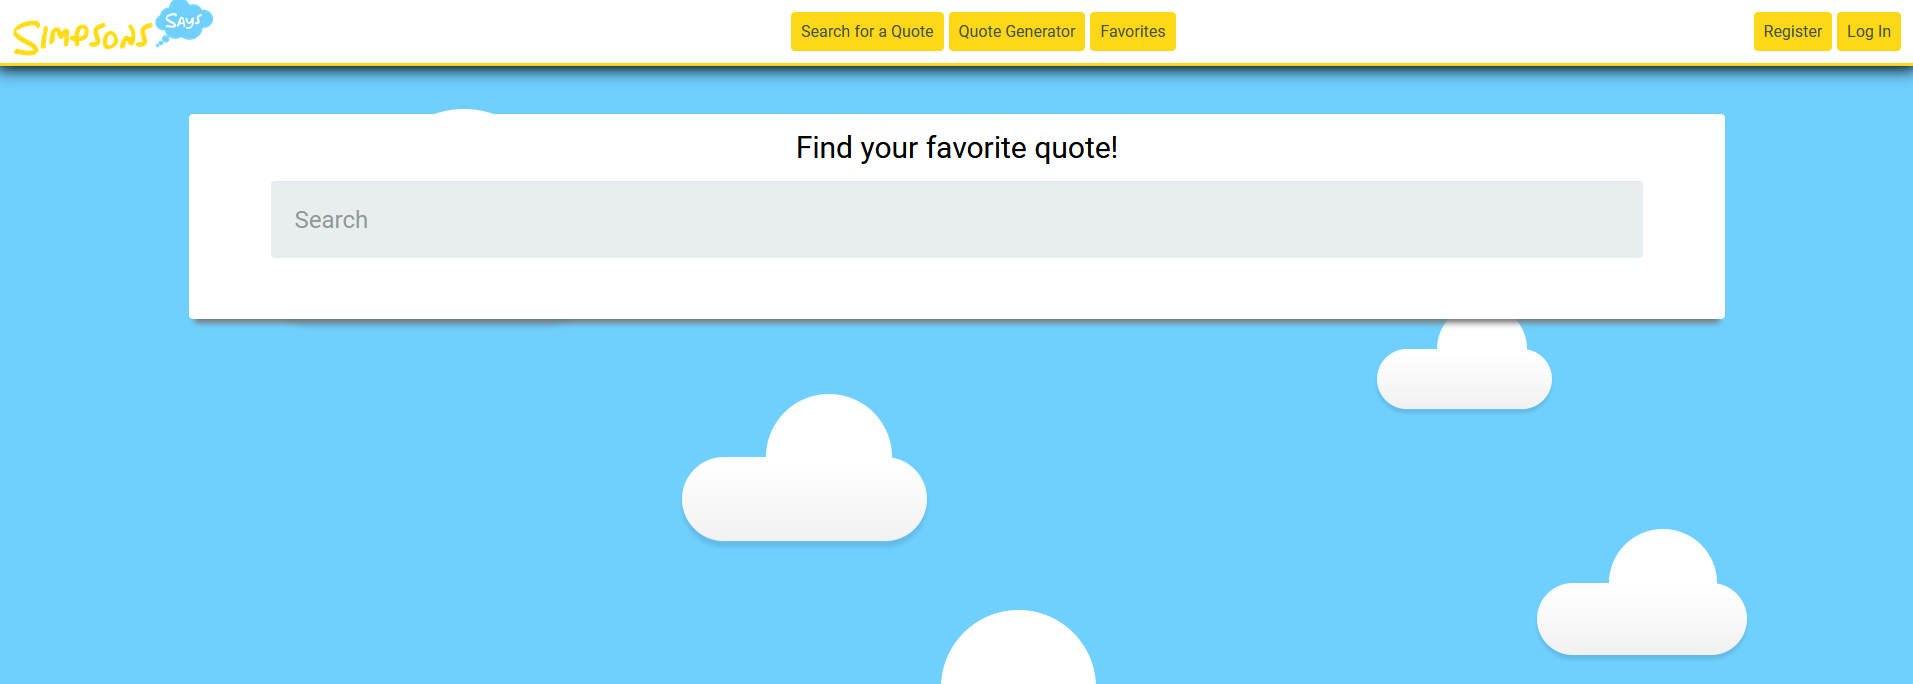 SIMPSONS SAYS
Search for a Quote Quote Generator Favorites Register Log In
Find your favorite quote!
Search